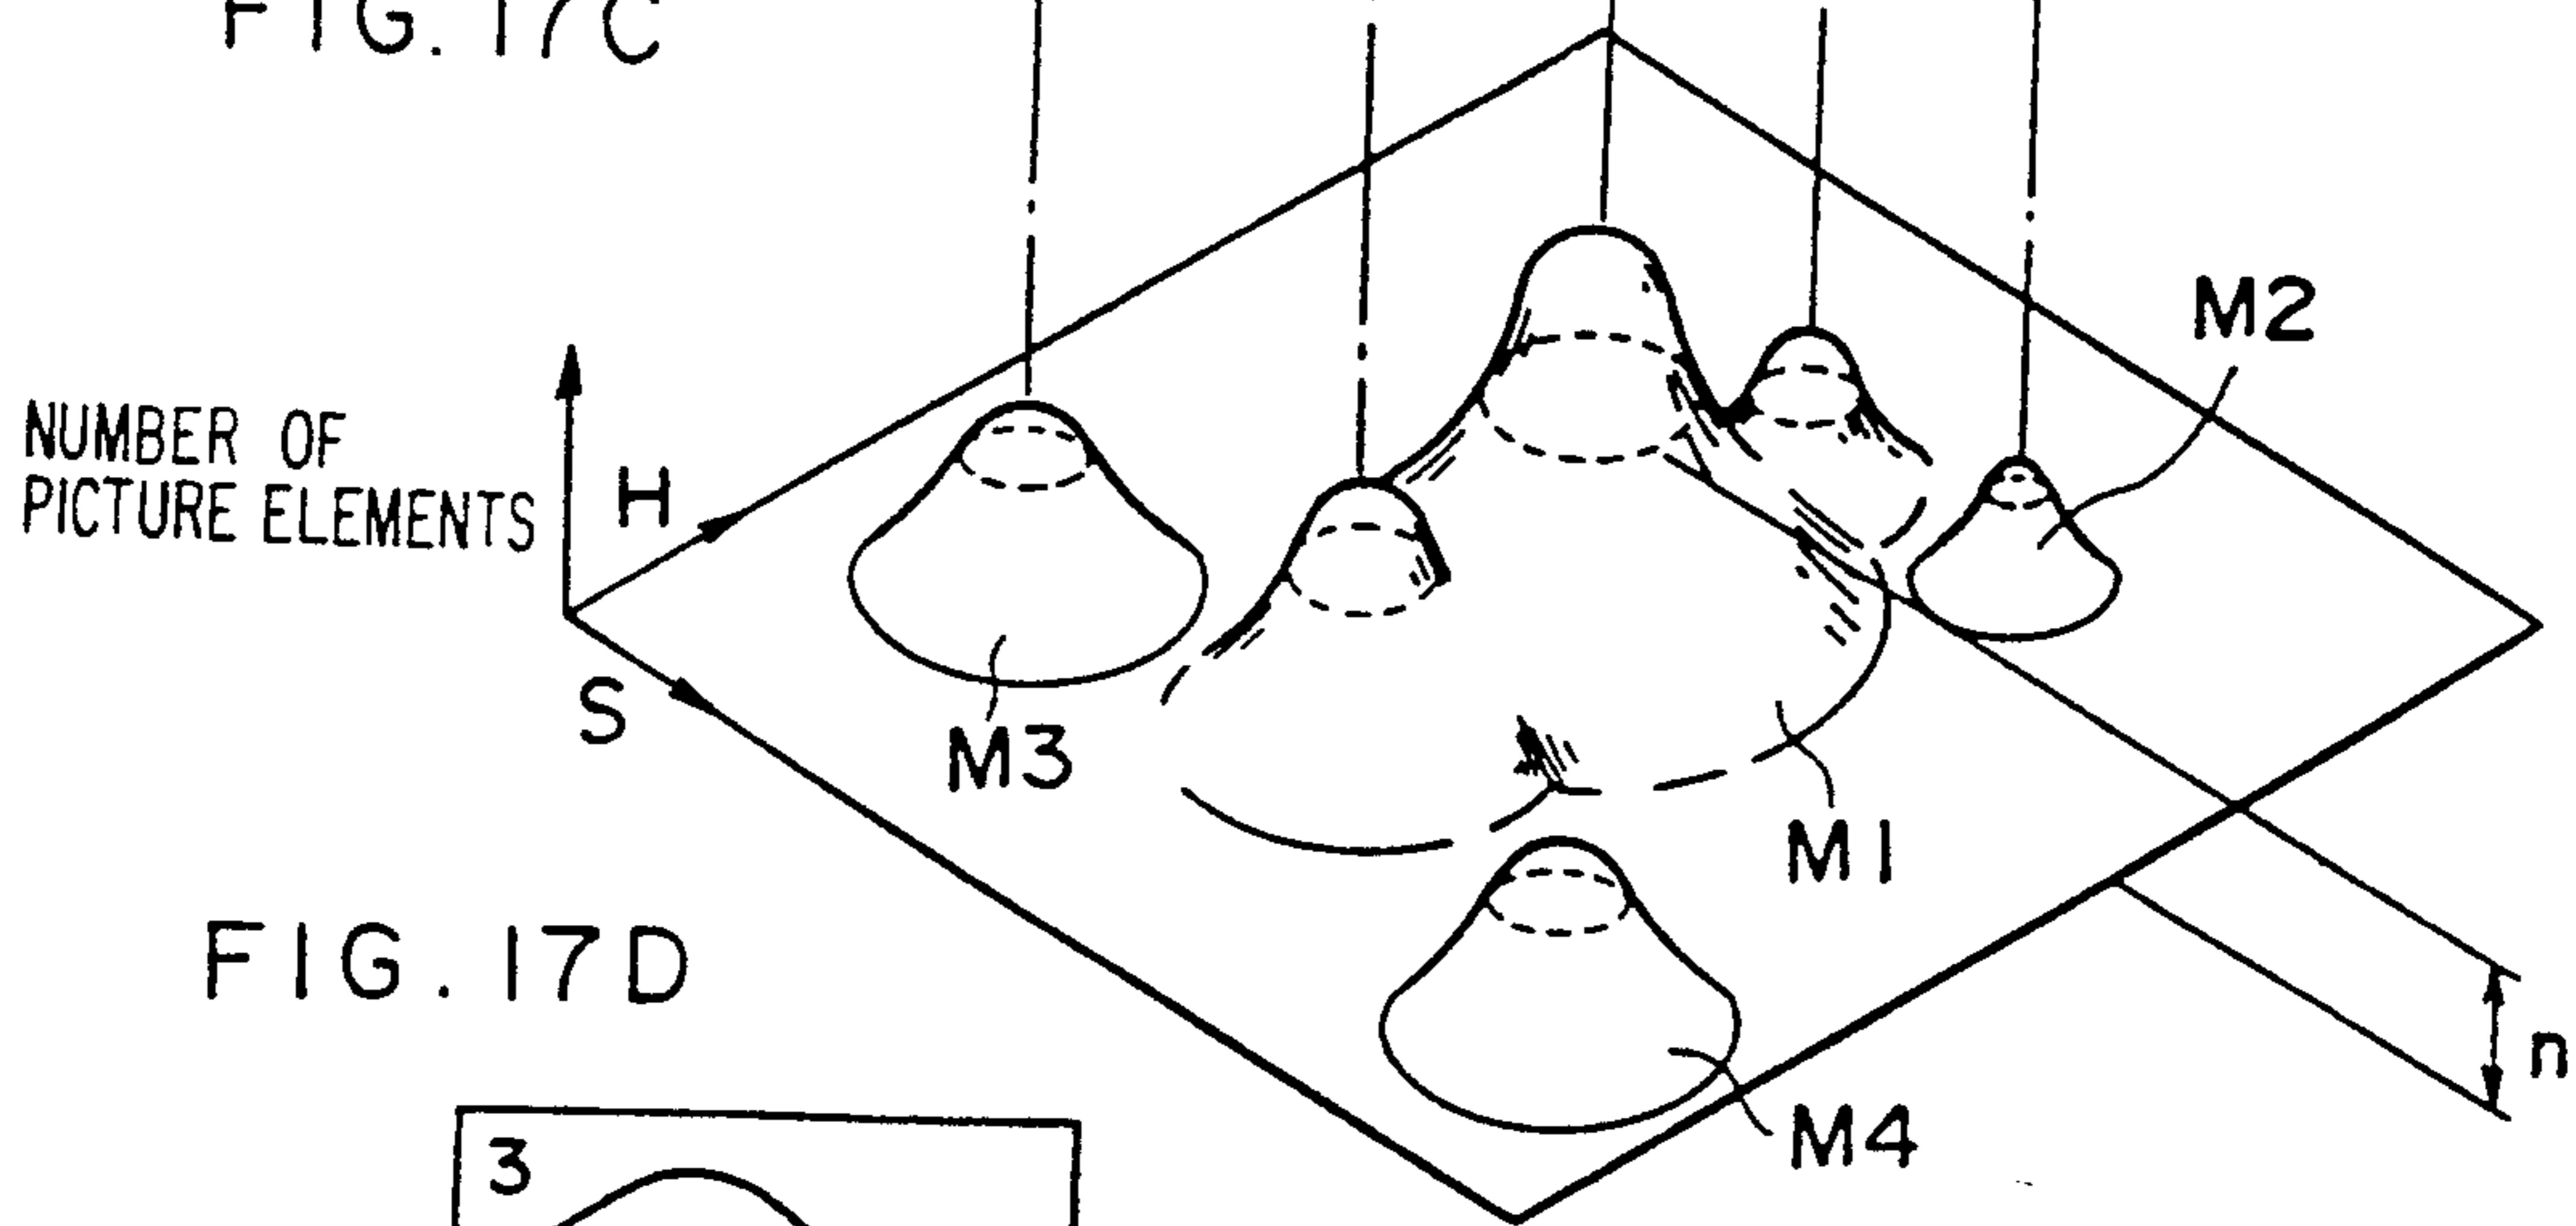 FIG. 17C
M2
NUMBER OF
PICTURE ELEMENTS
H
S
M3
M1
FIG. 17D
n
M4
3